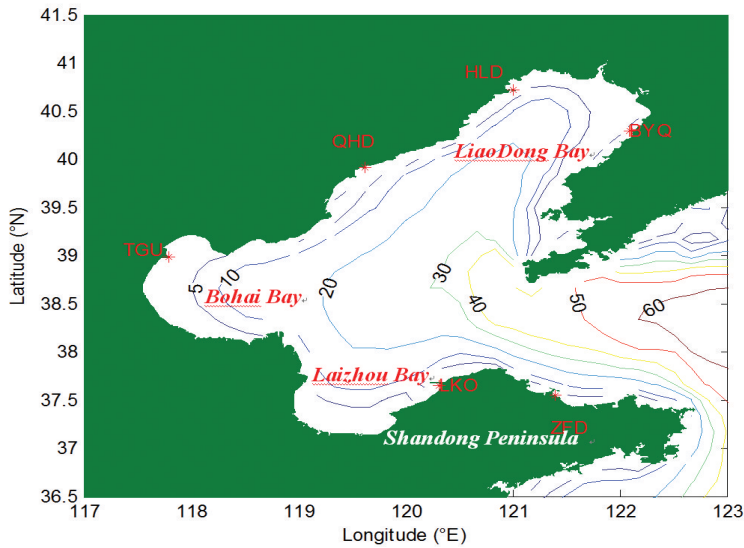 41.5
41
40.5
40
39.5
39
38.5
38
37.5
37
36.5
Latitude (°N)
HLD
BYQ
QHD
LiaoDong Bay
TGU
5
10
20
30
40
50
60
Bohai Bay
Laizhou Bay
LKO
ZFD
Shandong Peninsula
117
118
119
120
121
122
123
Longitude (°E)